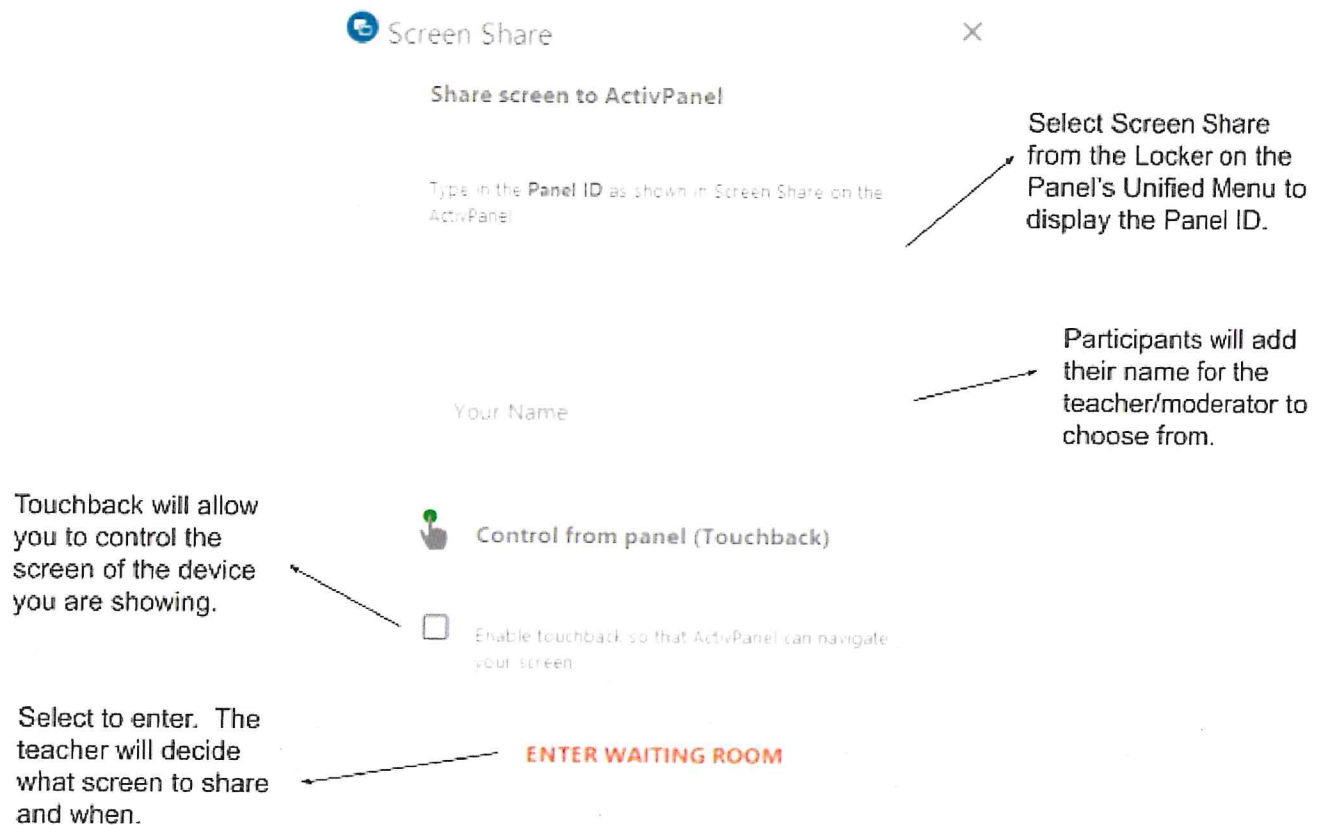 Screen Share
Share screen to ActivPanel
Select Screen Share
from the Locker on the
Panel's Unified Menu to
display the Panel ID.
Type in the Panel ID as shown in Screen Share on the
ActivPanel
Participants will add
their name for the
teacher/moderator to
choose from.
Your Name
Touchback will allow
you to control the
screen of the device
you are showing.
Control from panel (Touchback)
Enable touchback so that ActivPanel can navigate
your screen
Select to enter. The
teacher will decide
what screen to share
and when.
ENTER WAITING ROOM